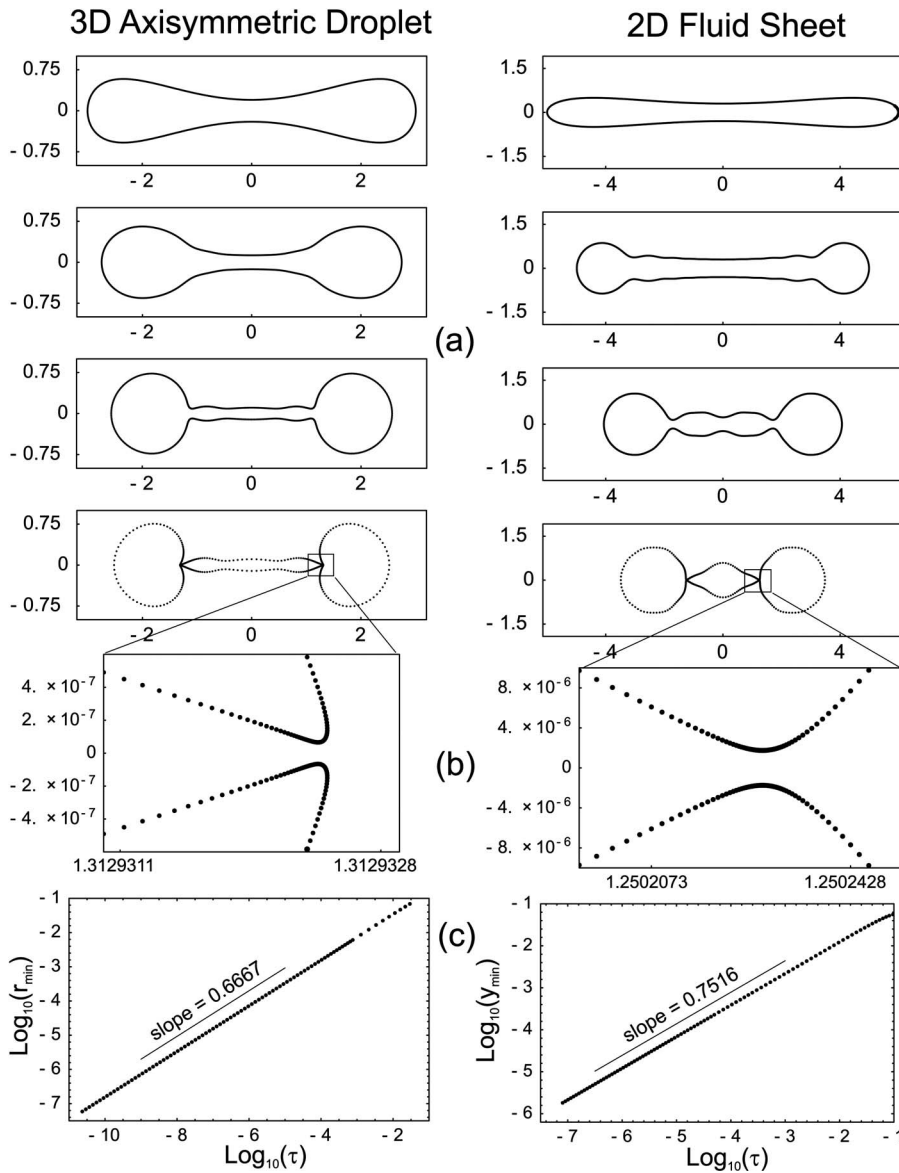 3D Axisymmetric Droplet
2D Fluid Sheet
0.75
0
- 0.75
- 2 0 2
1.5
0
- 1.5
- 4 0 4
0.75
0
- 0.75
- 2 0 2
1.5
0
- 1.5
- 4 0 4
(a)
0.75
0
- 0.75
- 2 0 2
1.5
0
- 1.5
- 4 0 4
0.75
0
- 0.75
- 2 0 2
1.5
0
- 1.5
- 4 0 4
4. × 10-7
2. × 10-7
0
- 2. × 10-7
- 4. × 10-7
1.3129311 1.3129328
(b)
8. × 10-6
4. × 10-6
0
- 4. × 10-6
- 8. × 10-6
1.2502073 1.2502428
(c)
Log10(rmin)
- 1
- 2
- 3
- 4
- 5
- 6
- 7
slope = 0.6667
- 10 - 8 - 6 - 4 - 2
Log10(τ)
Log10(ymin)
- 1
- 2
- 3
- 4
- 5
- 6
slope = 0.7516
- 7 - 6 - 5 - 4 - 3 - 2 - 1
Log10(τ)